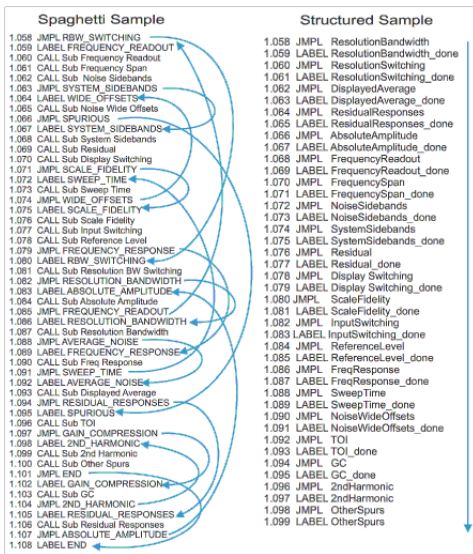 Spaghetti Sample
1.058 JMPL RBW_SWITCHING
1.059 LABEL FREQUENCY_READOUT
1.060 CALL Sub Frequency Readout
1.061 CALL Sub Frequency Span
1.062 CALL Sub Noise Sidebands
1.063 JMPL SYSTEM_SIDEBANDS
1.064 LABEL WIDE_OFFSETS
1.065 CALL Sub Noise Wide Offsets
1.066 JMPL SPURIOUS
1.067 LABEL SYSTEM_SIDEBANDS
1.068 CALL Sub System Sidebands
1.069 CALL Sub Residual
1.070 CALL Sub Display Switching
1.071 JMPL SCALE_FIDELITY
1.072 LABEL SWEEP_TIME
1.073 CALL Sub Sweep Time
1.074 JMPL WIDE_OFFSETS
1.075 LABEL SCALE_FIDELITY
1.076 CALL Sub Scale Fidelity
1.077 CALL Sub Input Switching
1.078 CALL Sub Reference Level
1.079 JMPL FREQUENCY_RESPONSE
1.080 LABEL RBW_SWITCHING
1.081 CALL Sub Resolution BW Switching
1.082 JMPL RESOLUTION_BANDWIDTH
1.083 LABEL ABSOLUTE_AMPLITUDE
1.084 CALL Sub Absolute Amplitude
1.085 JMPL FREQUENCY_READOUT
1.086 LABEL RESOLUTION_BANDWIDTH
1.087 CALL Sub Resolution Bandwidth
1.088 JMPL AVERAGE_NOISE
1.089 LABEL FREQUENCY_RESPONSE
1.090 CALL Sub Freq Response
1.091 JMPL SWEEP_TIME
1.092 LABEL AVERAGE_NOISE
1.093 CALL Sub Displayed Average
1.094 JMPL RESIDUAL_RESPONSES
1.095 LABEL SPURIOUS
1.096 CALL Sub TOI
1.097 JMPL GAIN_COMPRESSION
1.098 LABEL 2ND_HARMONIC
1.099 CALL Sub 2nd Harmonic
1.100 CALL Sub Other Spurs
1.101 JMPL END
1.102 LABEL GAIN_COMPRESSION
1.103 CALL Sub GC
1.104 JMPL 2ND_HARMONIC
1.105 LABEL RESIDUAL_RESPONSES
1.106 CALL Sub Residual Responses
1.107 JMPL ABSOLUTE_AMPLITUDE
1.108 LABEL END
Structured Sample
1.058 JMPL ResolutionBandwidth
1.059 LABEL ResolutionBandwidth_done
1.060 JMPL ResolutionSwitching
1.061 LABEL ResolutionSwitching_done
1.062 JMPL DisplayedAverage
1.063 LABEL DisplayedAverage_done
1.064 JMPL ResidualResponses
1.065 LABEL ResidualResponses_done
1.066 JMPL AbsoluteAmplitude
1.067 LABEL AbsoluteAmplitude_done
1.068 JMPL FrequencyReadout
1.069 LABEL FrequencyReadout_done
1.070 JMPL FrequencySpan
1.071 LABEL FrequencySpan_done
1.072 JMPL NoiseSidebands
1.073 LABEL NoiseSidebands_done
1.074 JMPL SystemSidebands
1.075 LABEL SystemSidebands_done
1.076 JMPL Residual
1.077 LABEL Residual_done
1.078 JMPL Display Switching
1.079 LABEL Display Switching_done
1.080 JMPL ScaleFidelity
1.081 LABEL ScaleFidelity_done
1.082 JMPL InputSwitching
1.083 LABEL InputSwitching_done
1.084 JMPL ReferenceLevel
1.085 LABEL ReferenceLevel_done
1.086 JMPL FreqResponse
1.087 LABEL FreqResponse_done
1.088 JMPL SweepTime
1.089 LABEL SweepTime_done
1.090 JMPL NoiseWideOffsets
1.091 LABEL NoiseWideOffsets_done
1.092 JMPL TOI
1.093 LABEL TOI_done
1.094 JMPL GC
1.095 LABEL GC_done
1.096 JMPL 2ndHarmonic
1.097 LABEL 2ndHarmonic
1.098 JMPL OtherSpurs
1.099 LABEL OtherSpurs